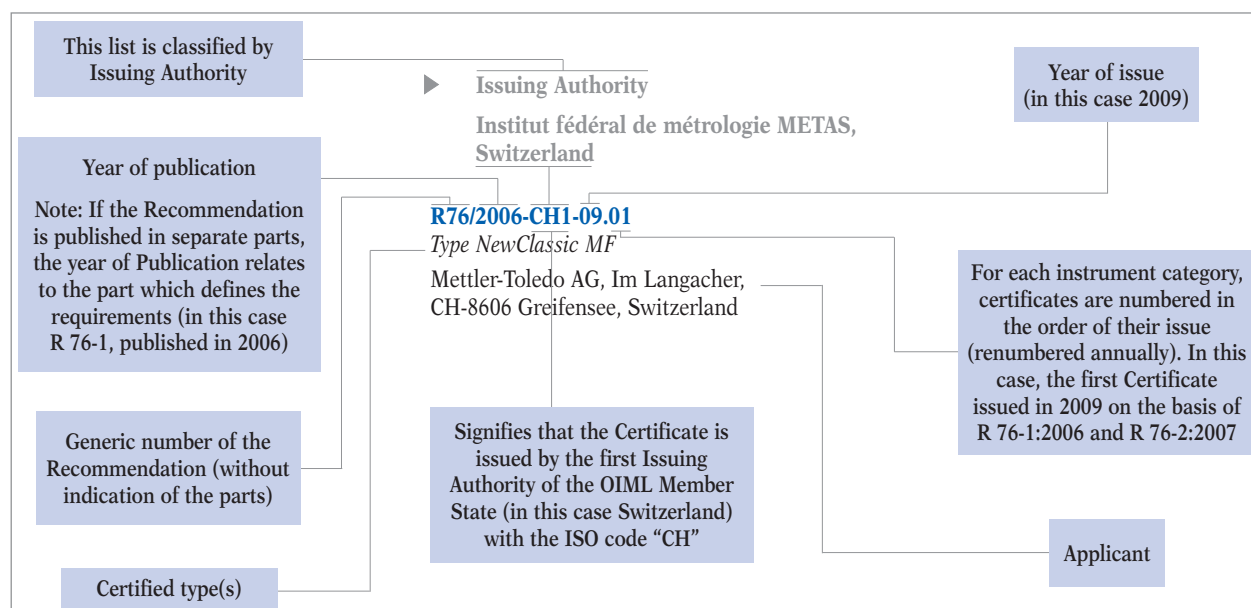 This list is classified by
Issuing Authority
▶ Issuing Authority
Institut fédéral de métrologie METAS,
Switzerland
Year of issue
(in this case 2009)
Year of publication
Note: If the Recommendation
is published in separate parts,
the year of Publication relates
to the part which defines the
requirements (in this case
R 76-1, published in 2006)
R76/2006-CH1-09.01
Type NewClassic MF
Mettler-Toledo AG, Im Langacher,
CH-8606 Greifensee, Switzerland
For each instrument category,
certificates are numbered in
the order of their issue
(renumbered annually). In this
case, the first Certificate
issued in 2009 on the basis of
R 76-1:2006 and R 76-2:2007
Generic number of the
Recommendation (without
indication of the parts)
Signifies that the Certificate is
issued by the first Issuing
Authority of the OIML Member
State (in this case Switzerland)
with the ISO code “CH”
Applicant
Certified type(s)